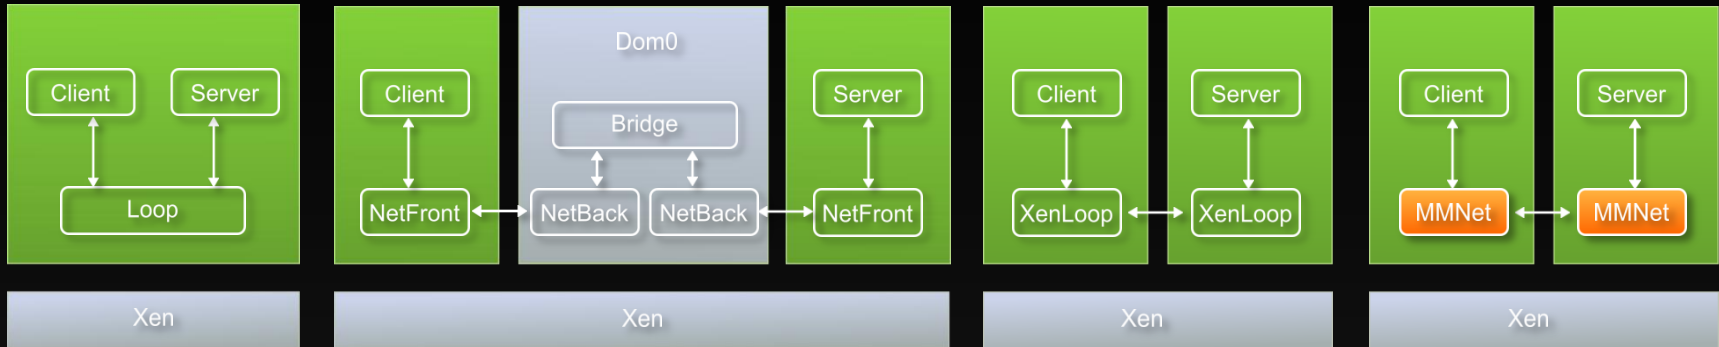 Client
Server
Loop
Xen
Client
NetFront
Dom0
Bridge
NetBack
NetBack
Server
NetFront
Xen
Client
XenLoop
Server
XenLoop
Xen
Client
MMNet
Server
MMNet
Xen